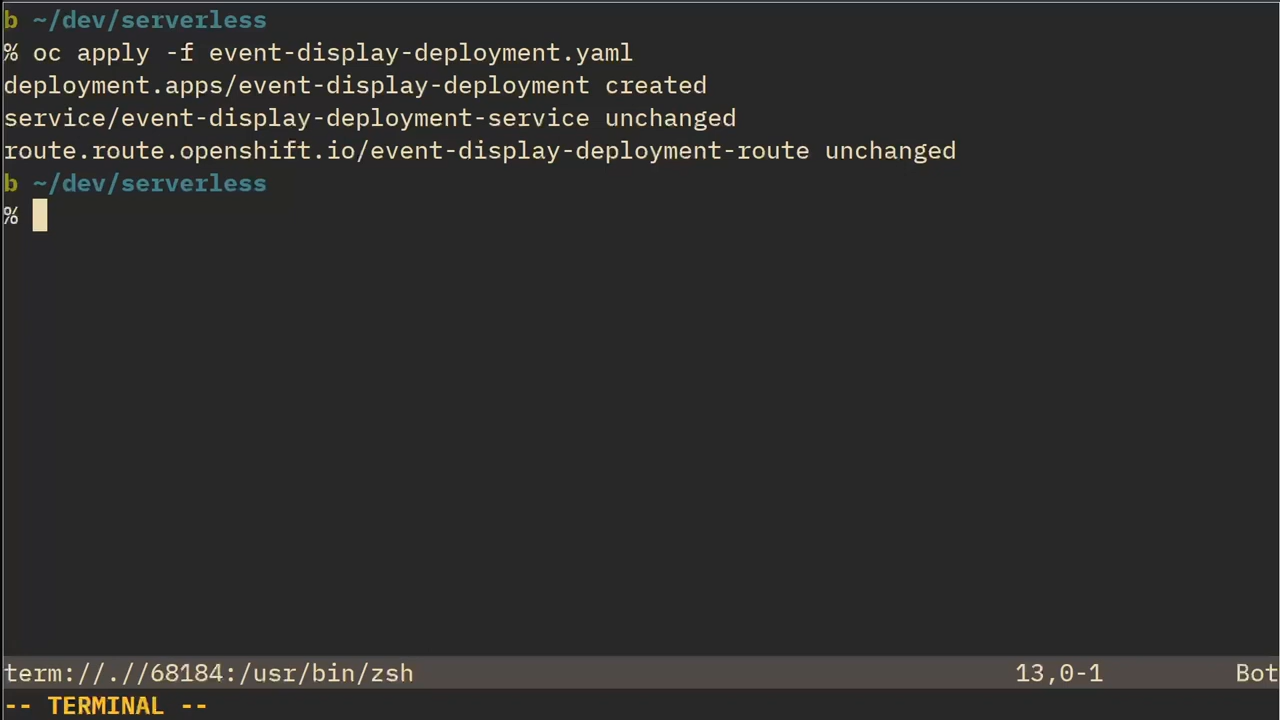 b ~/dev/serverless
% oc apply -f event-display-deployment.yaml
deployment.apps/event-display-deployment created
service/event-display-deployment-service unchanged
route.route.openshift.io/event-display-deployment-route unchanged
b ~/dev/serverless
%
term://.//68184:/usr/bin/zsh 13,0-1 Bot
-- TERMINAL --